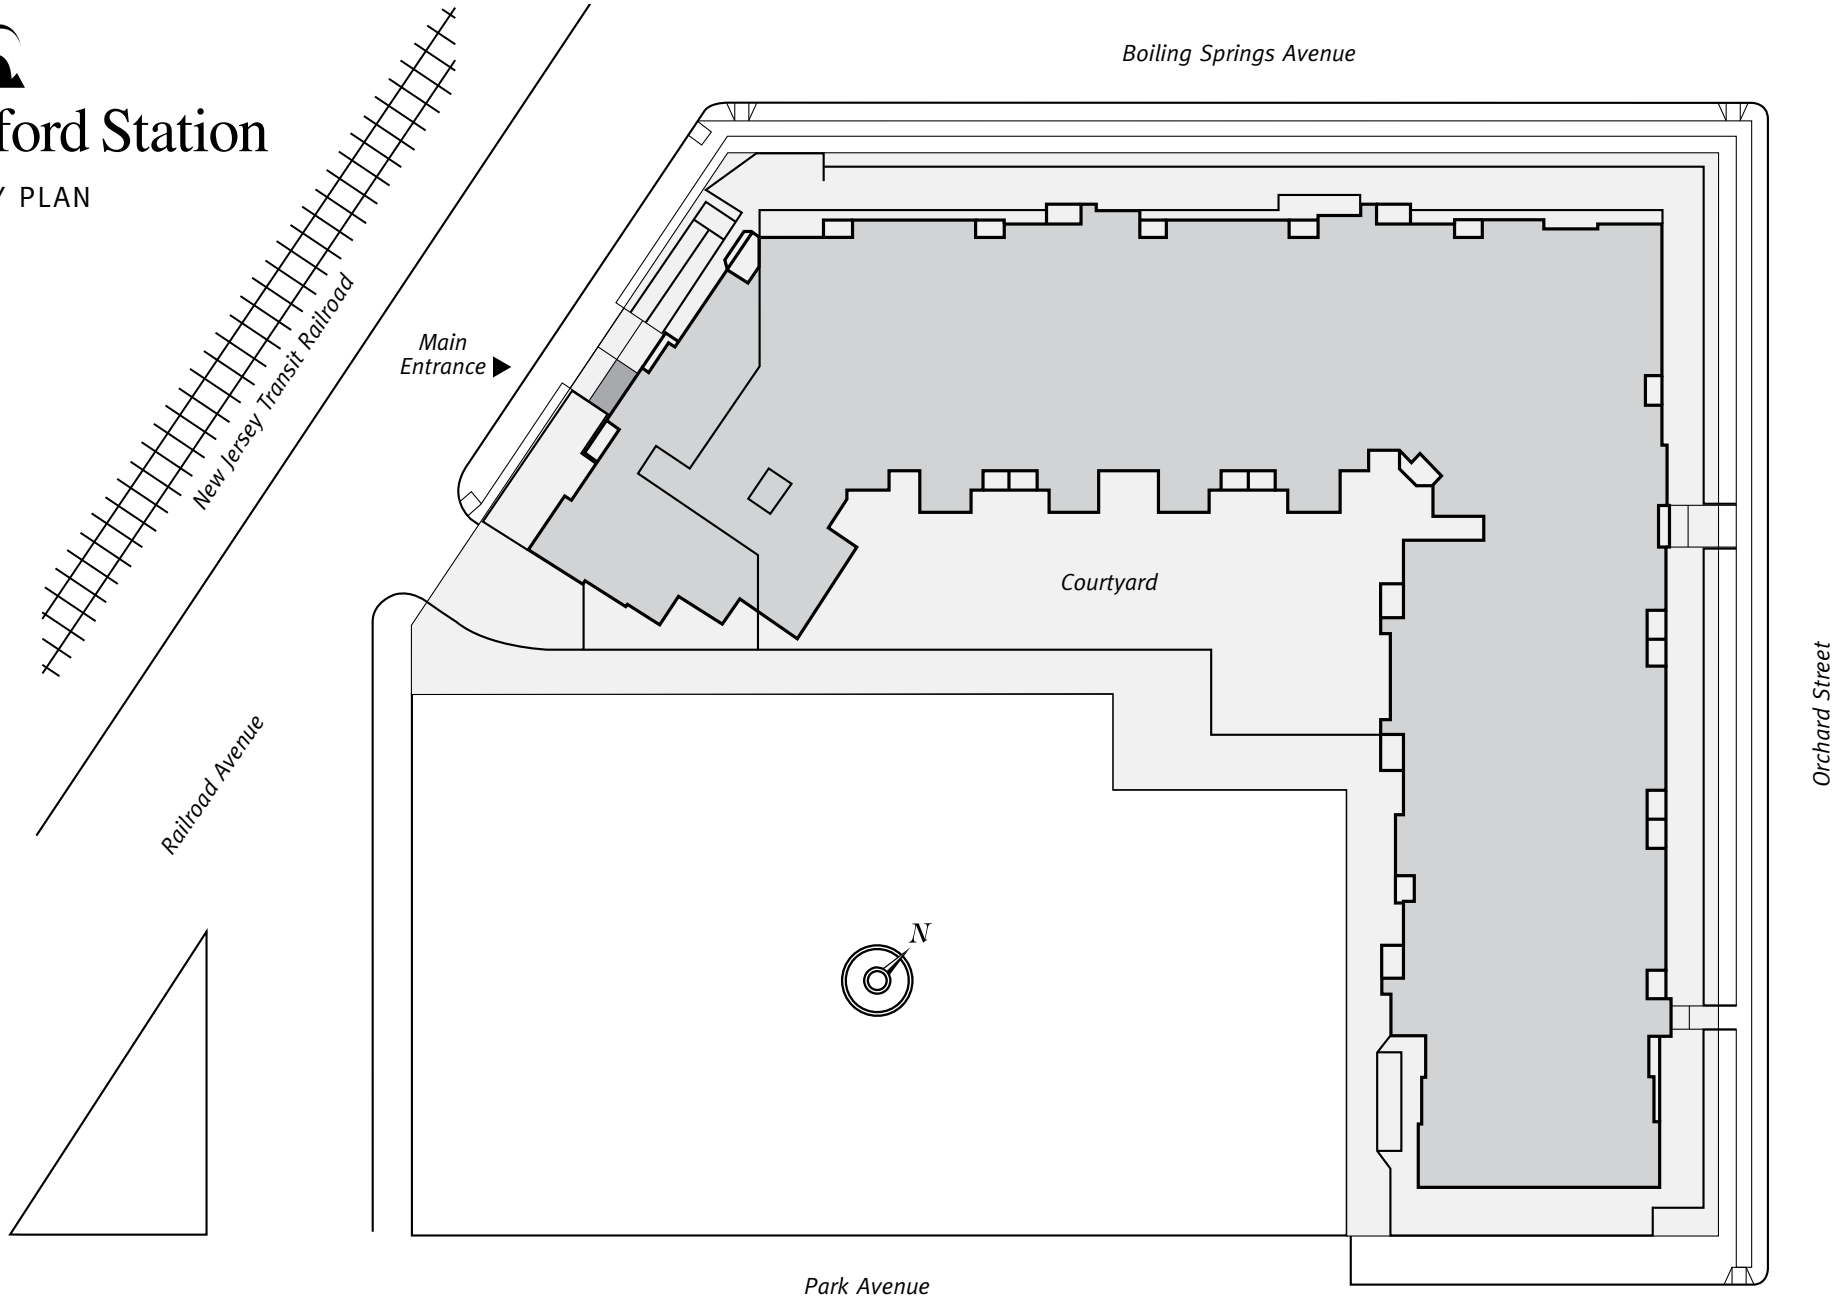 Boiling Springs Avenue
ford Station
Y PLAN
New Jersey Transit Railroad
Main
Entrance
Courtyard
Orchard Street
Railroad Avenue
N
Park Avenue